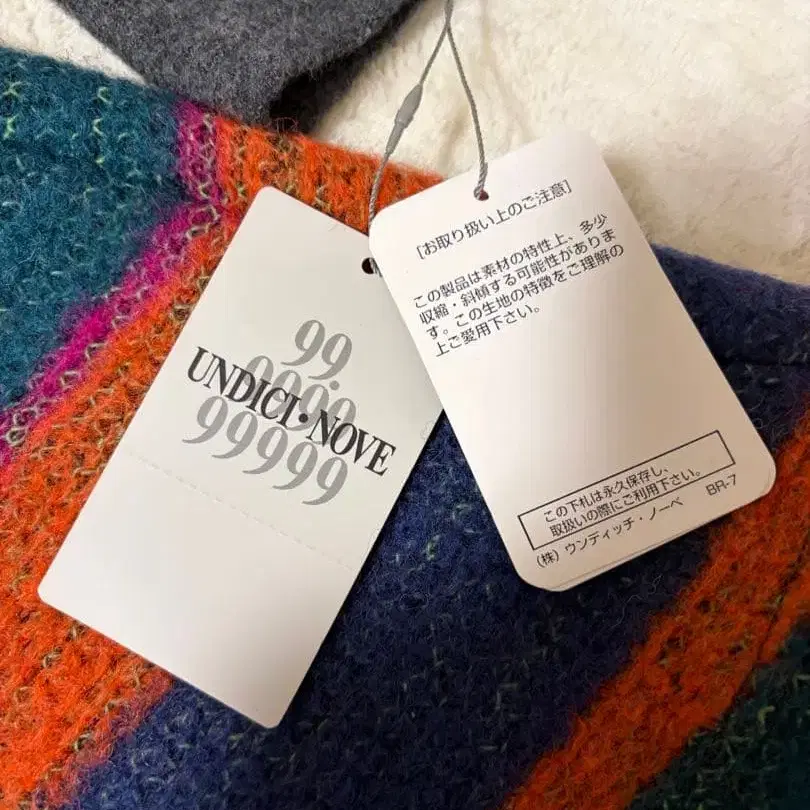 99.
9999
UNDICI・NOVE
99999
[お取り扱い上のご注意]
この製品は素材の特性上、多少
収縮・斜傾する可能性がありま
す。この生地の特徴をご理解の
上ご愛用下さい。
この下札は永久保存し、
取扱いの際にご利用下さい。
(株) ウンディッチ・ノーベ BR-7